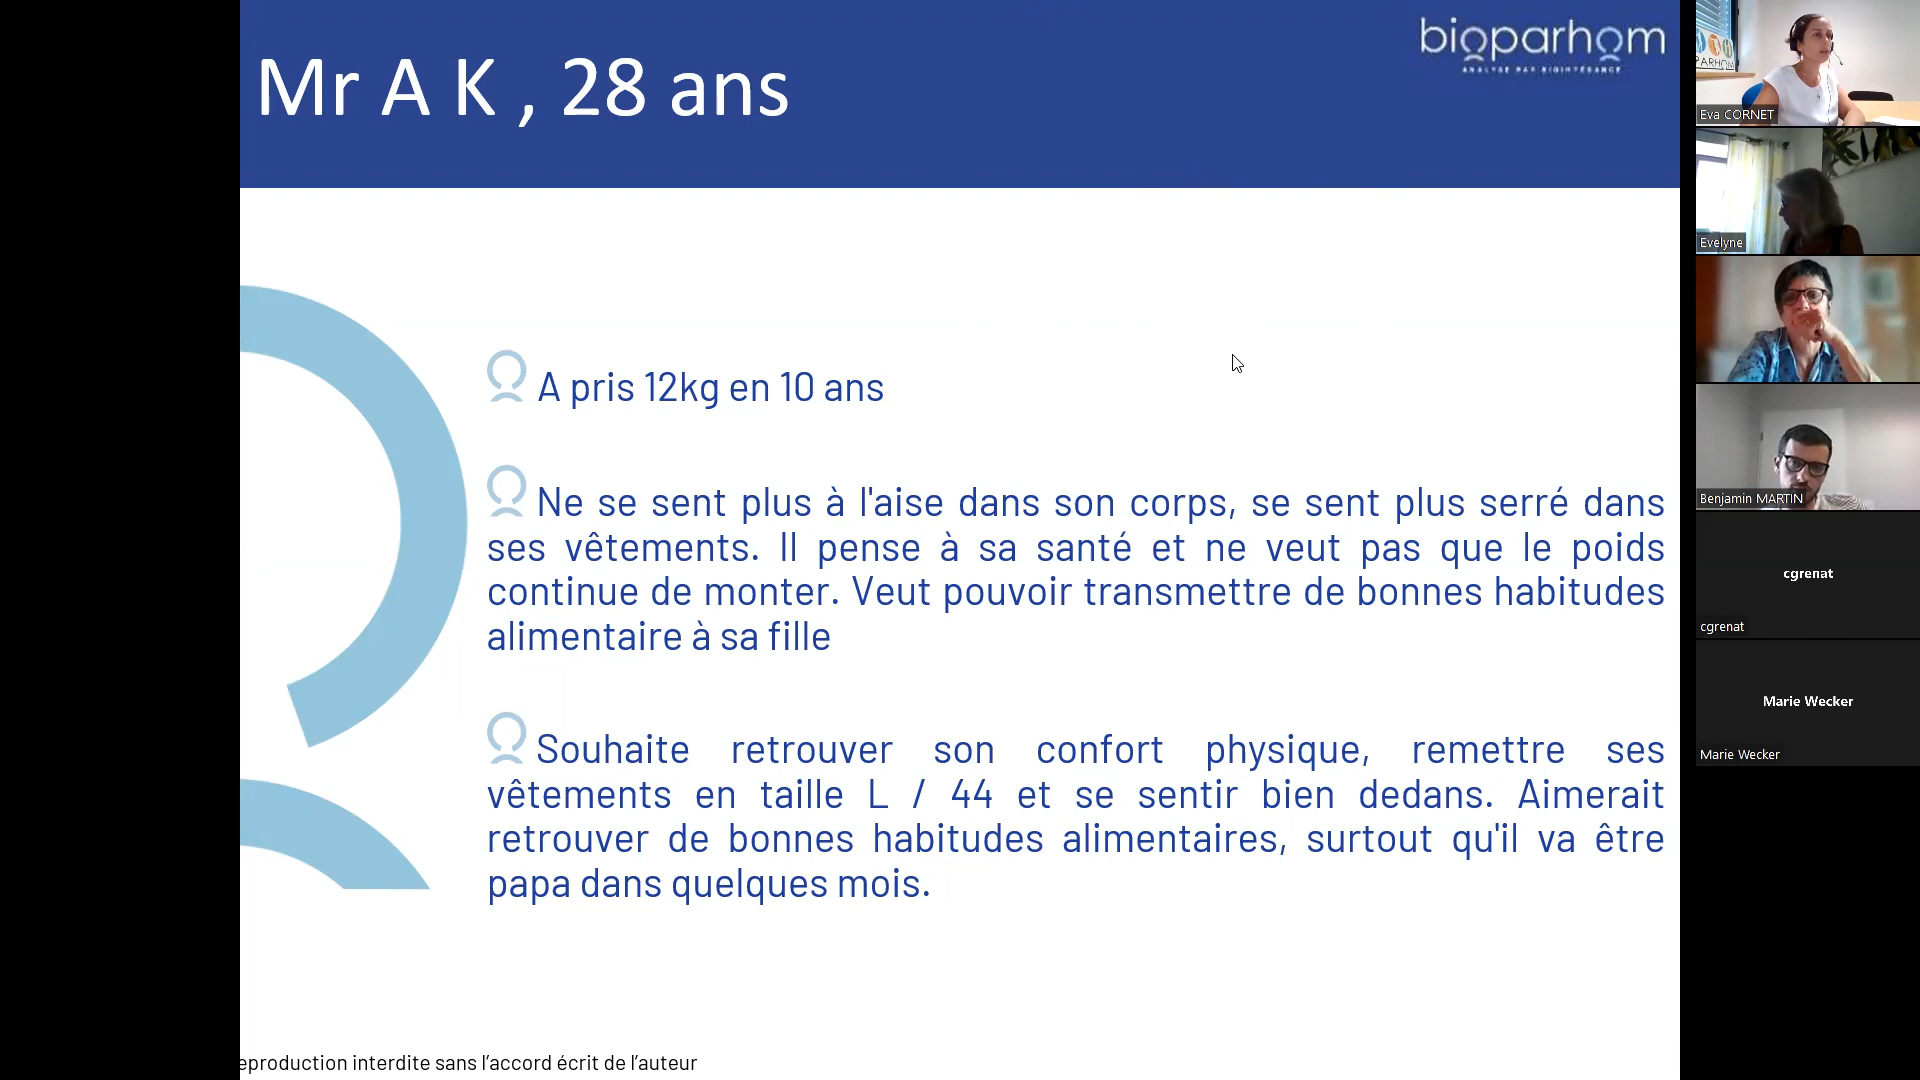 Mr A K , 28 ans
bioparhom
ANALYSE PAR BIOIMPÉDANCE
A pris 12kg en 10 ans
Ne se sent plus à l'aise dans son corps, se sent plus serré dans
ses vêtements. Il pense à sa santé et ne veut pas que le poids
continue de monter. Veut pouvoir transmettre de bonnes habitudes
alimentaire à sa fille
Souhaite retrouver son confort physique, remettre ses
vêtements en taille L / 44 et se sentir bien dedans. Aimerait
retrouver de bonnes habitudes alimentaires, surtout qu'il va être
papa dans quelques mois.
eproduction interdite sans l’accord écrit de l’auteur
PARHOM
Eva CORNET
Evelyne
Benjamin MARTIN
cgrenat
cgrenat
Marie Wecker
Marie Wecker